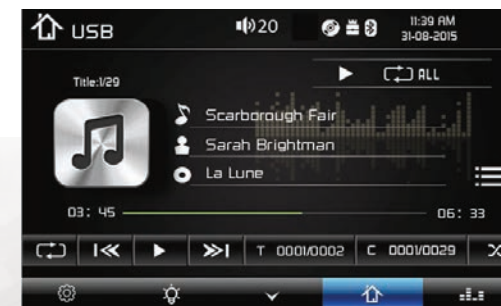 USB 20 11:39 AM
31-08-2015
ALL
Title:1/29
Scarborough Fair
Sarah Brightman
La Lune
03: 45 06: 33
T 0001/0002 C 0001/0029